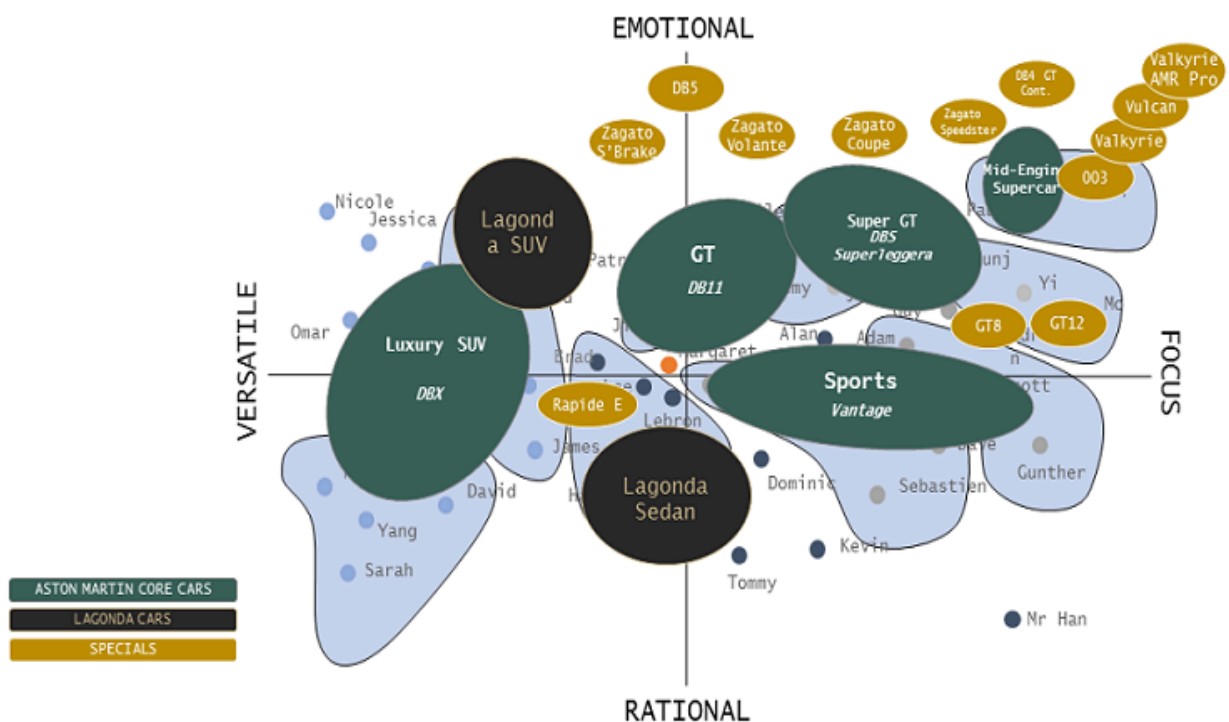 EMOTIONAL
Valkyrie
AMR Pro
DB4 GT
Cont.
DB5
Vulcan
Zagato
Speedster
Zagato
S'Brake
Zagato
Volante
Zagato
Coupe
Valkyrie
Mid-Engin
Supercar
003
Nicole
Jessica
Lagond
a SUV
Super GT
DBS
Superleggera
GT
DB11
Yi
GT8
GT12
Omar
Alan
Adam
Luxury SUV
DBX
Brad
Margaret
VERSATILE
FOCUS
Sports
Vantage
Rapide E
Lebron
James
Dave
Gunther
Dominic
Sebastien
Lagonda
Sedan
David
Yang
Kevin
Sarah
Tommy
Mr Han
ASTON MARTIN CORE CARS
LAGONDA CARS
SPECIALS
RATIONAL